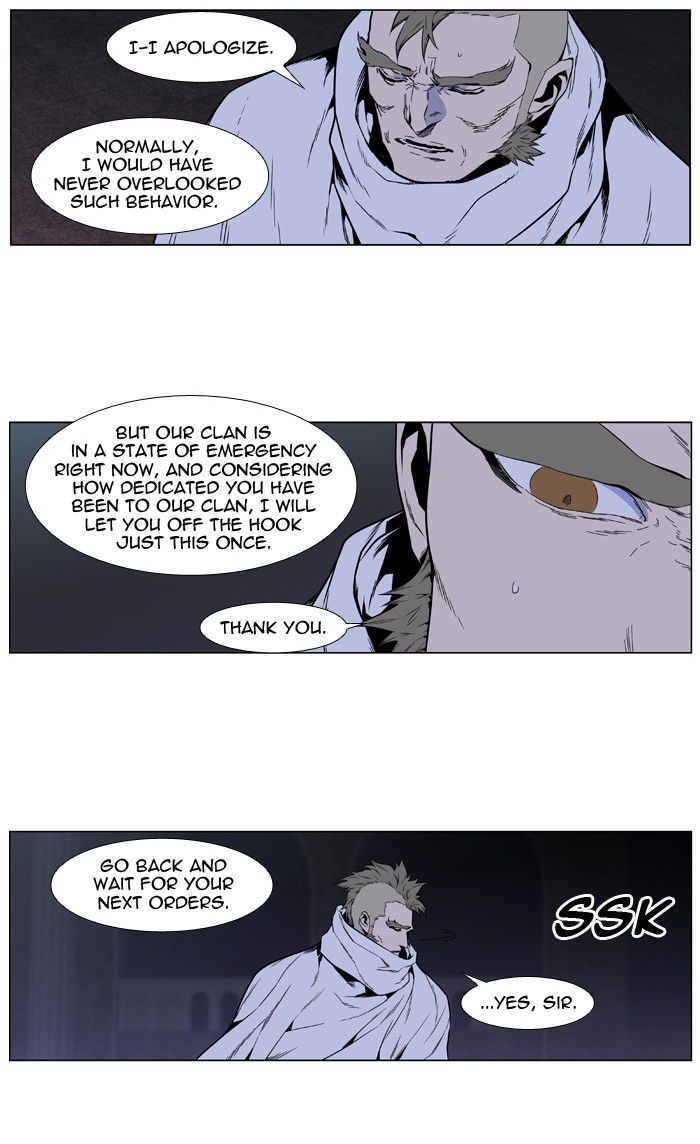 I-I APOLOGIZE.
NORMALLY,
I WOULD HAVE
NEVER OVERLOOKED
SUCH BEHAVIOR.
BUT OUR CLAN IS
IN A STATE OF EMERGENCY
RIGHT NOW, AND CONSIDERING
HOW DEDICATED YOU HAVE
BEEN TO OUR CLAN, I WILL
LET YOU OFF THE HOOK
JUST THIS ONCE.
THANK YOU.
GO BACK AND
WAIT FOR YOUR
NEXT ORDERS.
SSK
...YES, SIR.